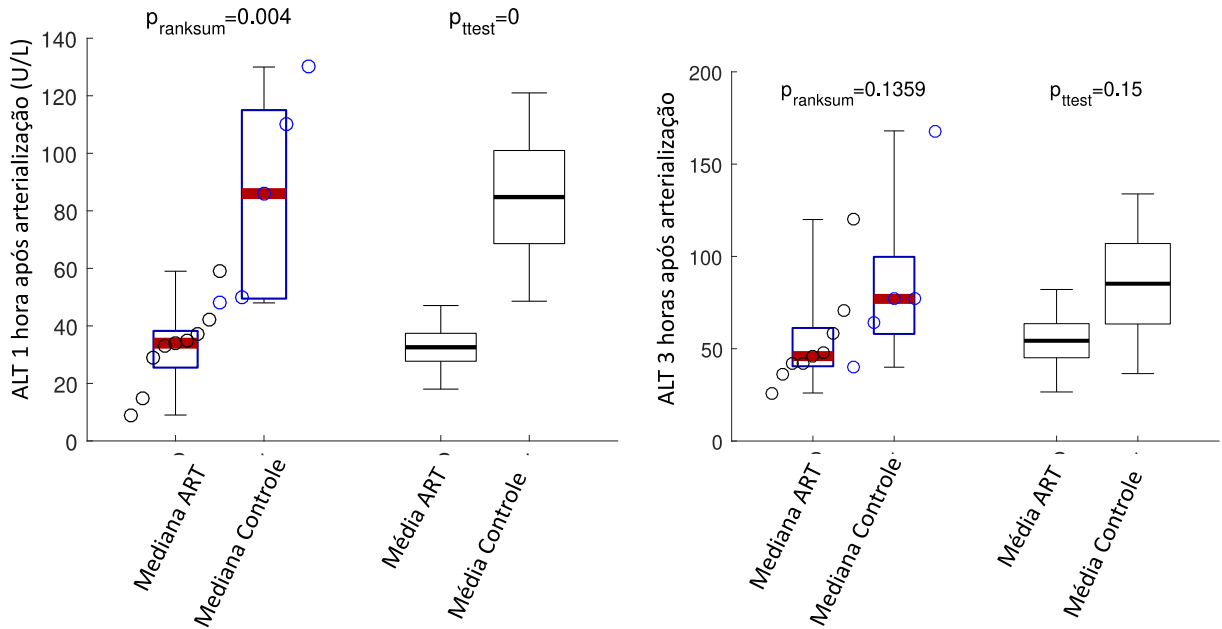 p_ranksum=0.004
p_ttest=0
ALT 1 hora após arterialização (U/L)
140
120
100
80
60
40
20
0
Mediana ART
Mediana Controle
Média ART
Média Controle
p_ranksum=0.1359
p_ttest=0.15
ALT 3 horas após arterialização
200
150
100
50
0
Mediana ART
Mediana Controle
Média ART
Média Controle